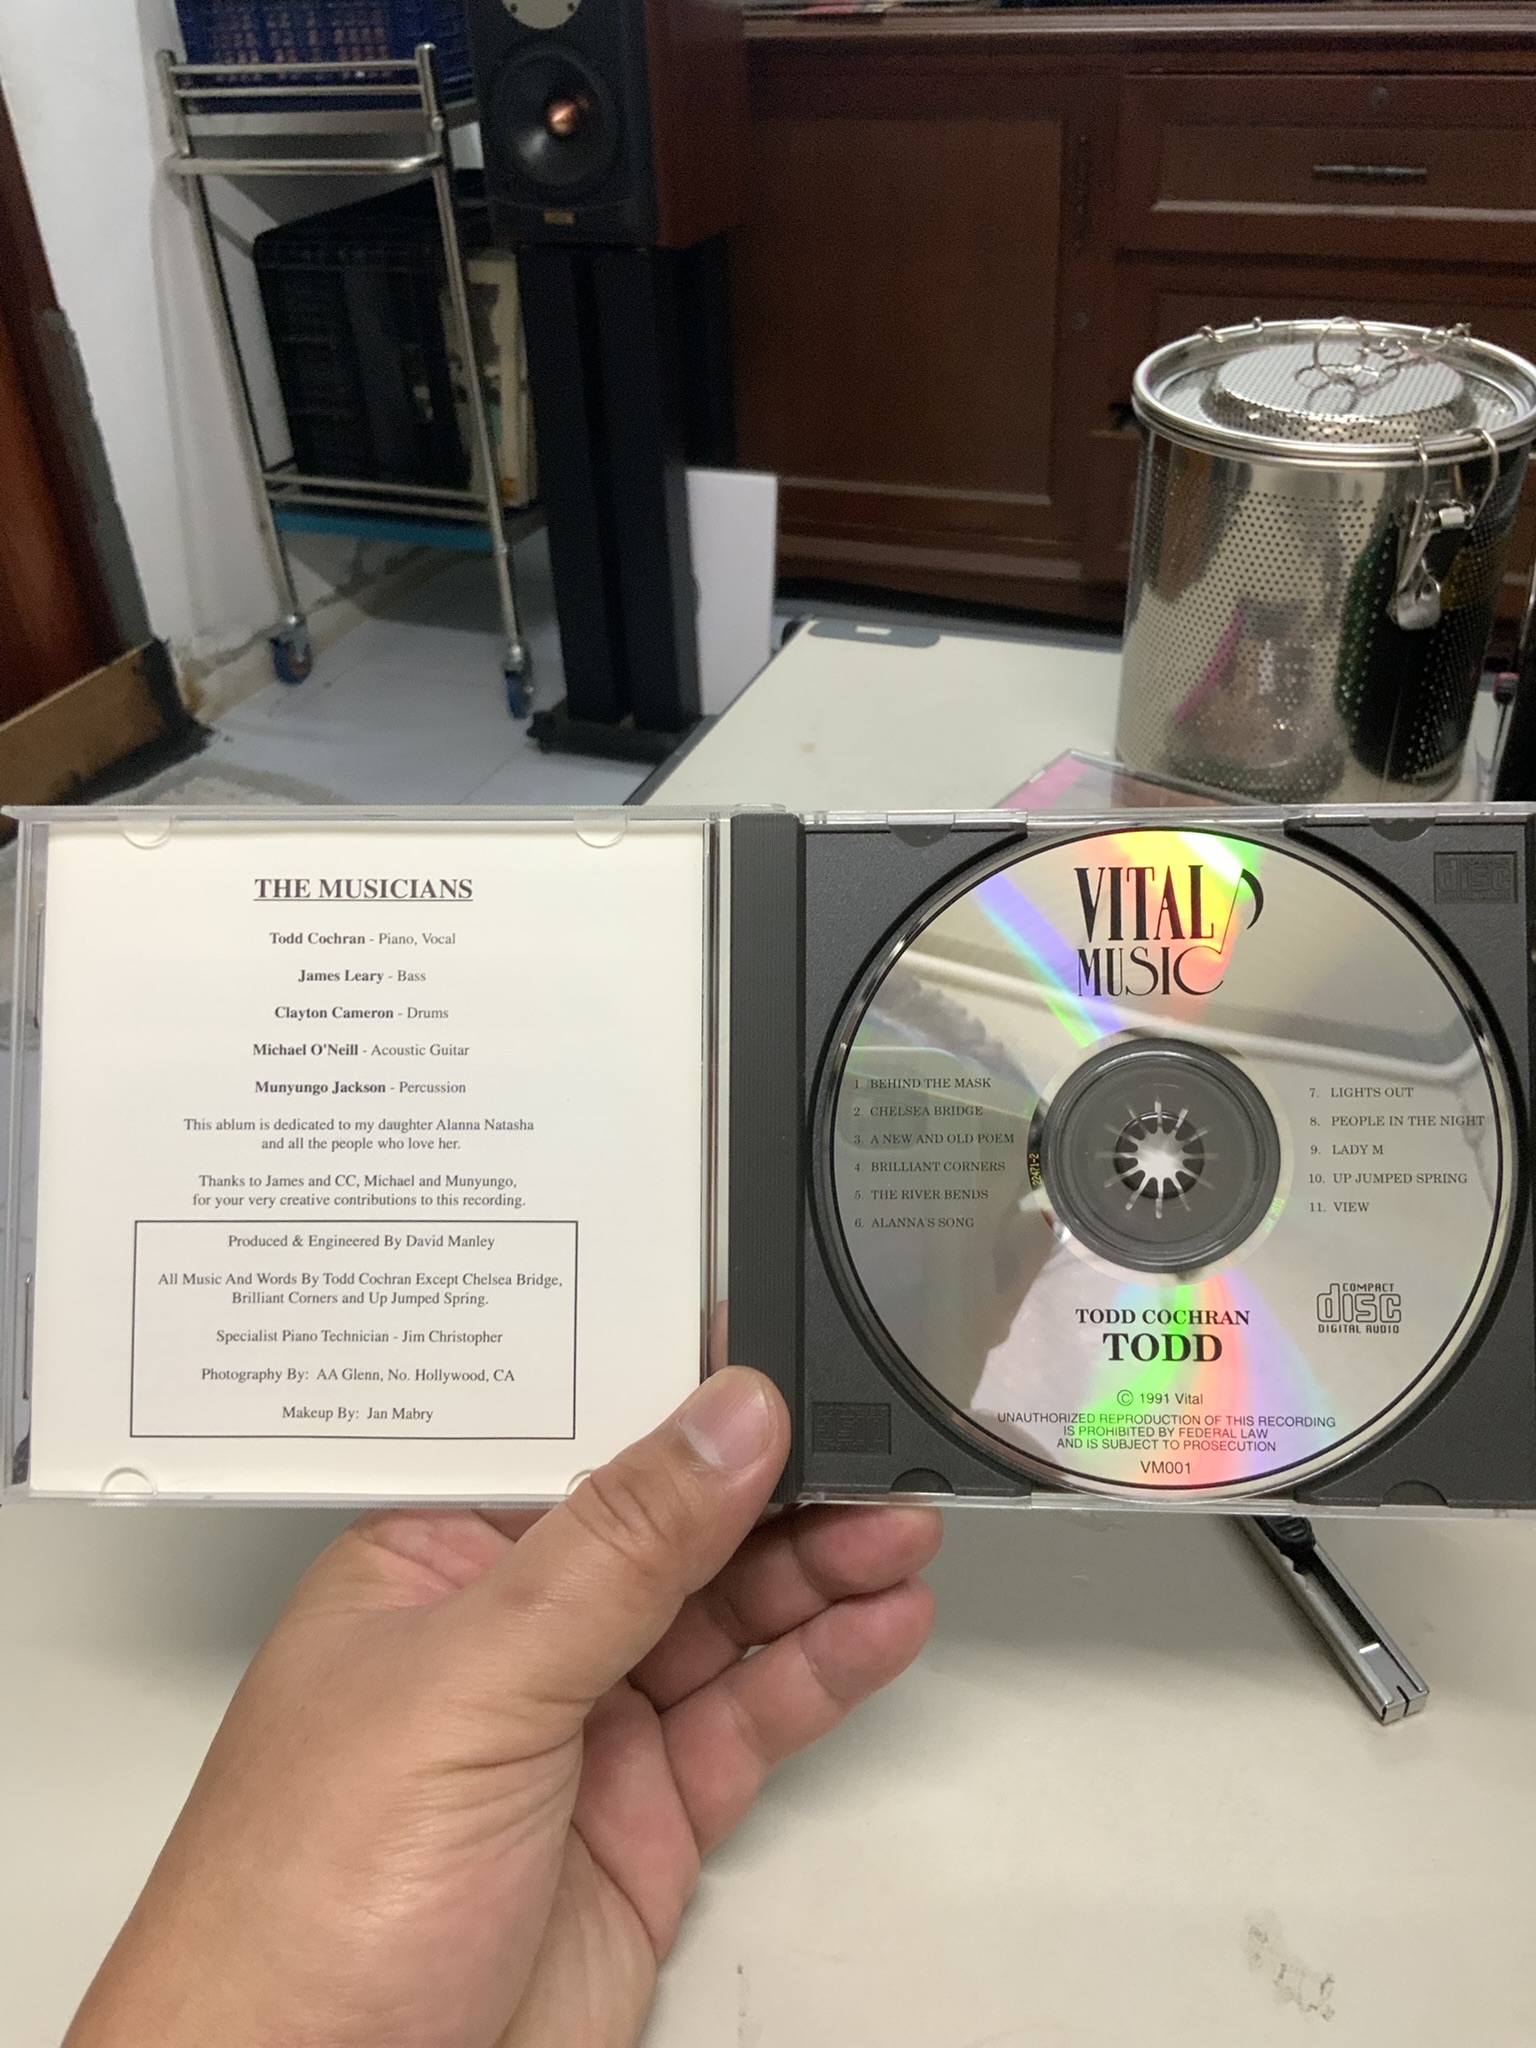 THE MUSICIANS
Todd Cochran - Piano, Vocal
James Leary - Bass
Clayton Cameron - Drums
Michael O'Neill - Acoustic Guitar
Munyungo Jackson - Percussion
This ablum is dedicated to my daughter Alanna Natasha
and all the people who love her.
Thanks to James and CC, Michael and Munyungo,
for your very creative contributions to this recording.
Produced & Engineered By David Manley
All Music And Words By Todd Cochran Except Chelsea Bridge,
Brilliant Corners and Up Jumped Spring.
Specialist Piano Technician - Jim Christopher
Photography By: AA Glenn, No. Hollywood, CA
Makeup By: Jan Mabry
VITAL
MUSIC
1. BEHIND THE MASK
2. CHELSEA BRIDGE
3. A NEW AND OLD POEM
4. BRILLIANT CORNERS
5. THE RIVER BENDS
6. ALANNA'S SONG
7. LIGHTS OUT
8. PEOPLE IN THE NIGHT
9. LADY M
10. UP JUMPED SPRING
11. VIEW
COMPACT
disc
DIGITAL AUDIO
TODD COCHRAN
TODD
© 1991 Vital
UNAUTHORIZED REPRODUCTION OF THIS RECORDING
IS PROHIBITED BY FEDERAL LAW
AND IS SUBJECT TO PROSECUTION
VM001
disc
disc